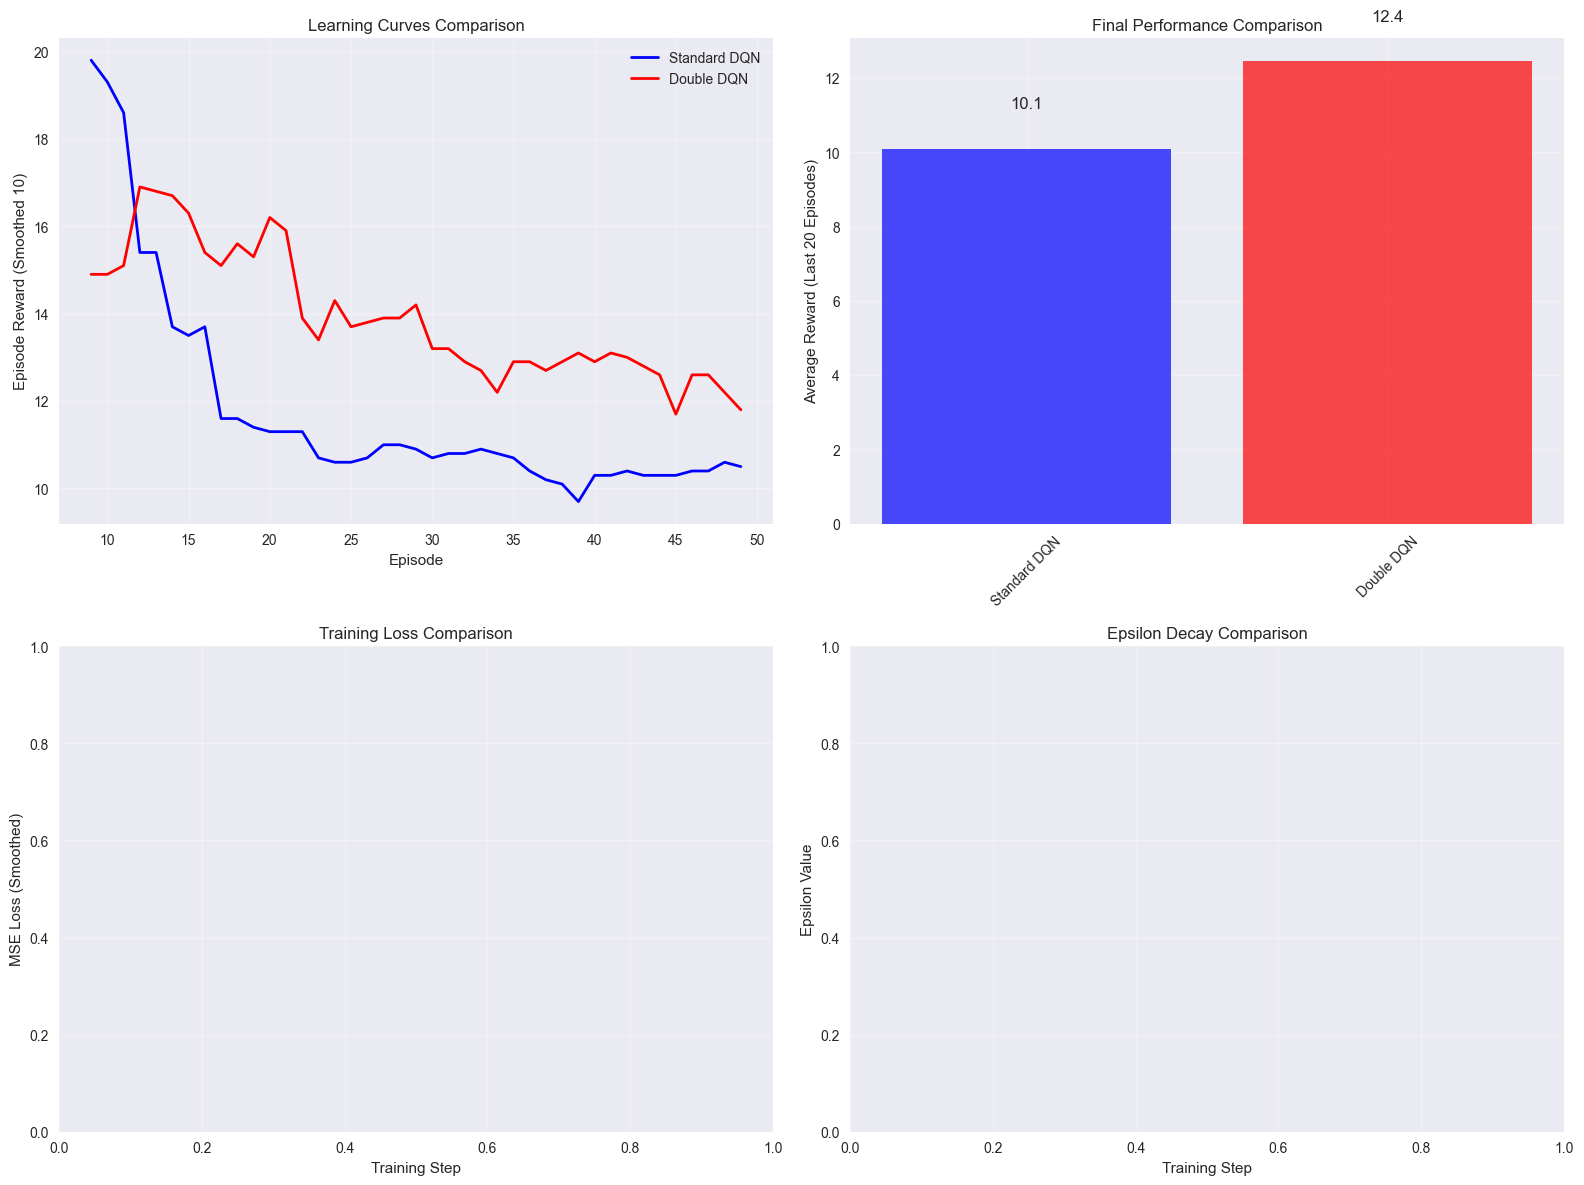 Learning Curves Comparison
Episode Reward (Smoothed 10)
20
18
16
14
12
10
Standard DQN
Double DQN
10 15 20 25 30 35 40 45 50
Episode
Final Performance Comparison
12.4
10.1
Average Reward (Last 20 Episodes)
12
10
8
6
4
2
0
Standard DQN
Double DQN
Training Loss Comparison
MSE Loss (Smoothed)
1.0
0.8
0.6
0.4
0.2
0.0
0.0 0.2 0.4 0.6 0.8 1.0
Training Step
Epsilon Decay Comparison
Epsilon Value
1.0
0.8
0.6
0.4
0.2
0.0
0.0 0.2 0.4 0.6 0.8 1.0
Training Step